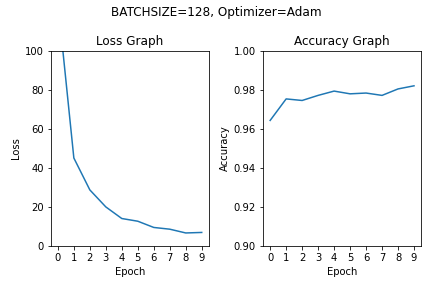 BATCHSIZE=128, Optimizer=Adam
Loss Graph
100
80
60
40
20
0
Loss
0 1 2 3 4 5 6 7 8 9
Epoch
Accuracy Graph
1.00
0.98
0.96
0.94
0.92
0.90
Accuracy
0 1 2 3 4 5 6 7 8 9
Epoch